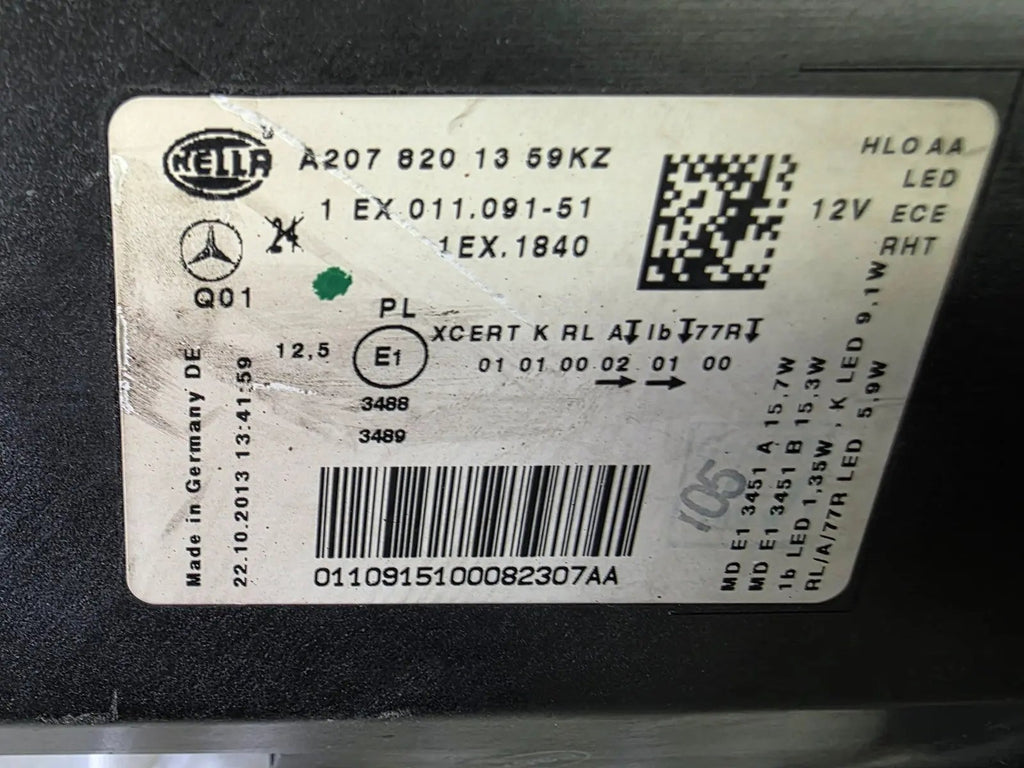 HELLA
A207 820 13 59KZ
1 EX 011.091-51
1EX.1840
24
Q01
HLO AA
LED
12V ECE
RHT
PL
12,5
E1
XCERT K RL A Ib 77R
01 01 00 02 01 00
3488
3489
Made in Germany DE
22.10.2013 13:41:59
0110915100082307AA
105
MD E1 3451 A 15,7W
MD E1 3451 B 15,3W
1b LED 1,35W , K LED 9,1W
RL/A/77R LED 5,9W